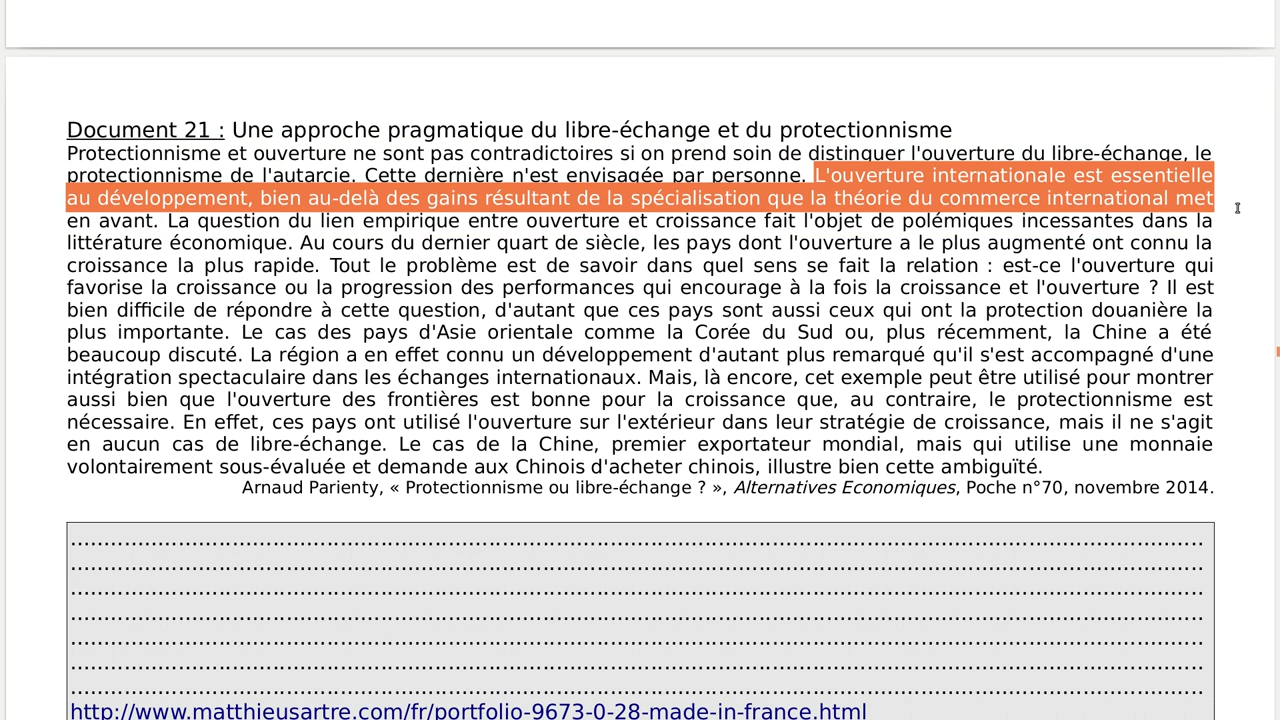 Document 21 : Une approche pragmatique du libre-échange et du protectionnisme
Protectionnisme et ouverture ne sont pas contradictoires si on prend soin de distinguer l'ouverture du libre-échange, le
protectionnisme de l'autarcie. Cette dernière n'est envisagée par personne. L'ouverture internationale est essentielle
au développement, bien au-delà des gains résultant de la spécialisation que la théorie du commerce international met
en avant. La question du lien empirique entre ouverture et croissance fait l'objet de polémiques incessantes dans la
littérature économique. Au cours du dernier quart de siècle, les pays dont l'ouverture a le plus augmenté ont connu la
croissance la plus rapide. Tout le problème est de savoir dans quel sens se fait la relation : est-ce l'ouverture qui
favorise la croissance ou la progression des performances qui encourage à la fois la croissance et l'ouverture ? Il est
bien difficile de répondre à cette question, d'autant que ces pays sont aussi ceux qui ont la protection douanière la
plus importante. Le cas des pays d'Asie orientale comme la Corée du Sud ou, plus récemment, la Chine a été
beaucoup discuté. La région a en effet connu un développement d'autant plus remarqué qu'il s'est accompagné d'une
intégration spectaculaire dans les échanges internationaux. Mais, là encore, cet exemple peut être utilisé pour montrer
aussi bien que l'ouverture des frontières est bonne pour la croissance que, au contraire, le protectionnisme est
nécessaire. En effet, ces pays ont utilisé l'ouverture sur l'extérieur dans leur stratégie de croissance, mais il ne s'agit
en aucun cas de libre-échange. Le cas de la Chine, premier exportateur mondial, mais qui utilise une monnaie
volontairement sous-évaluée et demande aux Chinois d'acheter chinois, illustre bien cette ambiguïté.
Arnaud Parienty, « Protectionnisme ou libre-échange ? », Alternatives Economiques, Poche n°70, novembre 2014.
http://www.matthieusartre.com/fr/portfolio-9673-0-28-made-in-france.html